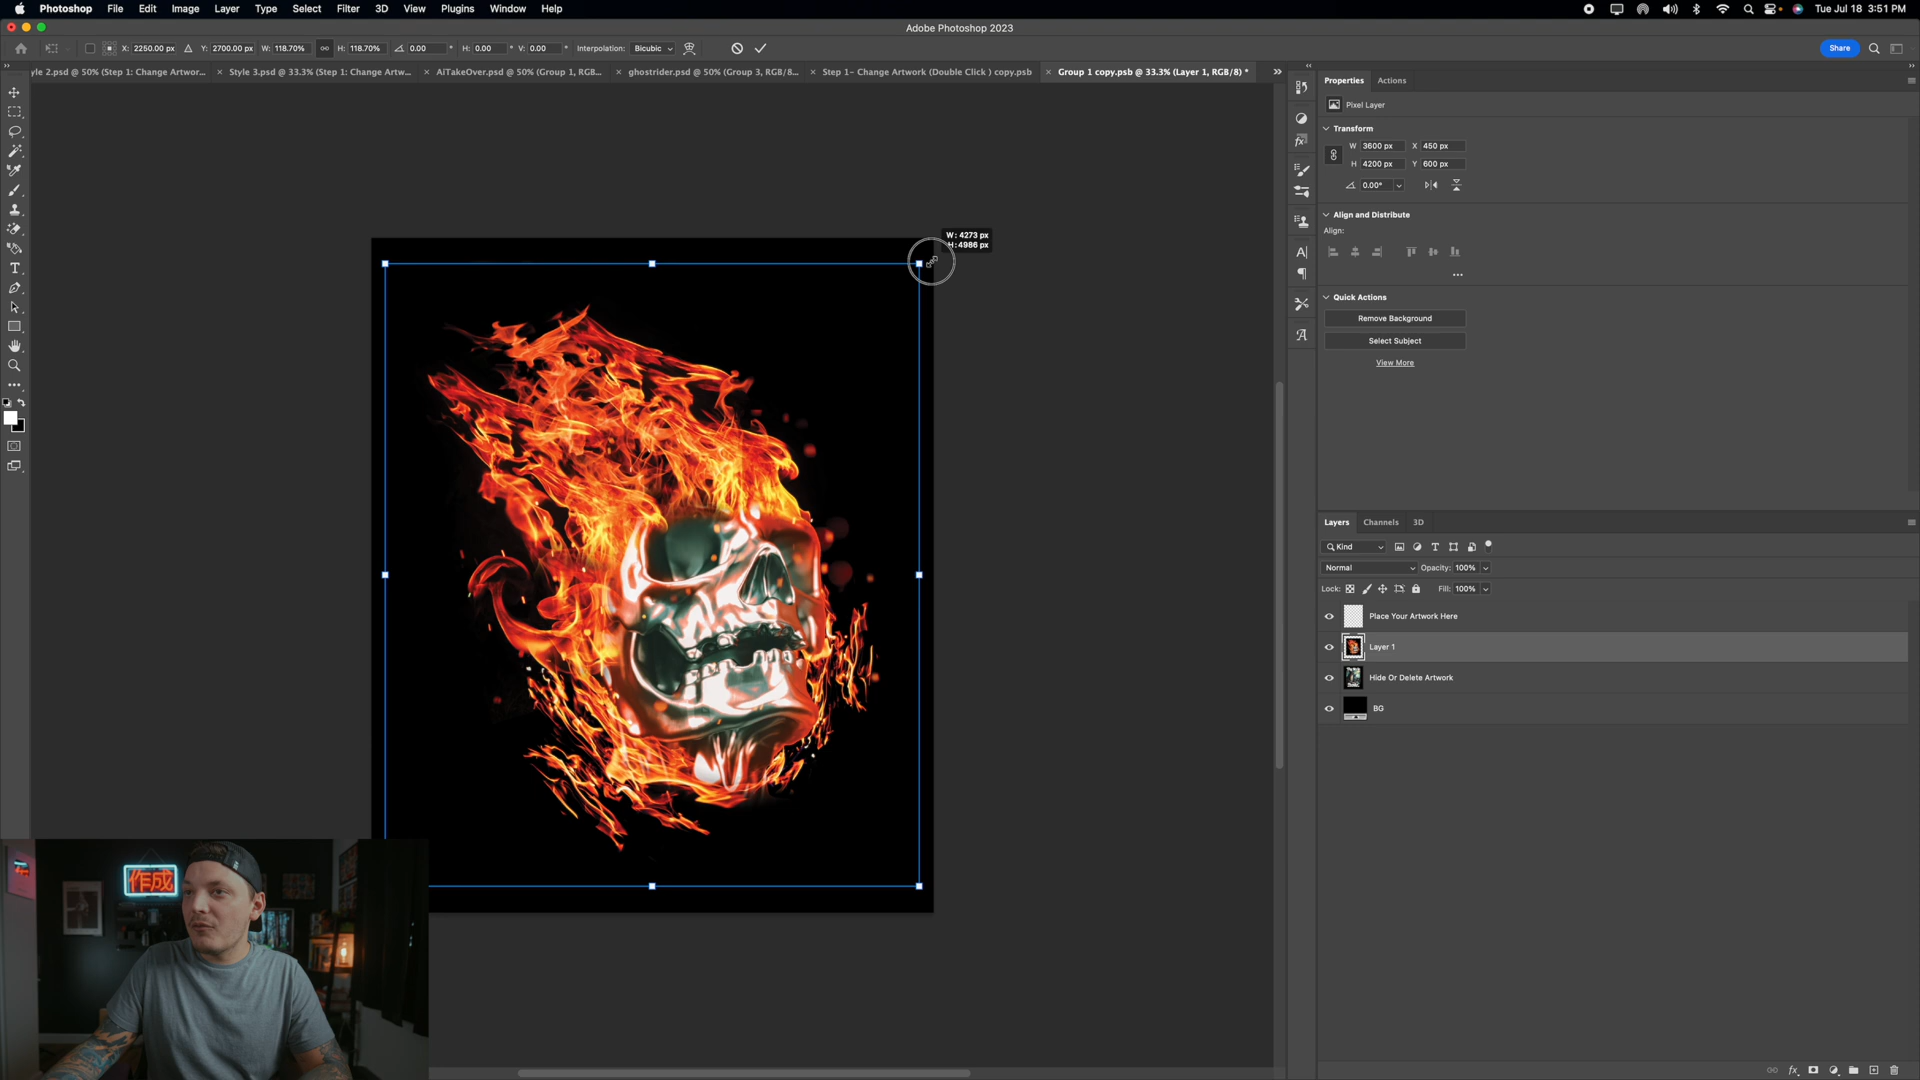 Photoshop File Edit Image Layer Type Select Filter 3D View Plugins Window Help Tue Jul 18 3:51 PM
Adobe Photoshop 2023
X: 2250.00 px Y: 2700.00 px W: 118.70% H: 118.70% 0.00 ° H: 0.00 ° V: 0.00 ° Interpolation: Bicubic Share
yle 2.psd @ 50% (Step 1: Change Artwor... × Style 3.psd @ 33.3% (Step 1: Change Artw... × AiTakeOver.psd @ 50% (Group 1, RGB... × ghostrider.psd @ 50% (Group 3, RGB/8... × Step 1- Change Artwork (Double Click ) copy.psb × Group 1 copy.psb @ 33.3% (Layer 1, RGB/8) *
Properties Actions
Pixel Layer
Transform
W 3600 px X 450 px
H 4200 px Y 600 px
0.00°
Align and Distribute
Align:
Quick Actions
Remove Background
Select Subject
View More
W: 4273 px
H: 4986 px
Layers Channels 3D
Kind
Normal Opacity: 100%
Lock: Fill: 100%
Place Your Artwork Here
Layer 1
Hide Or Delete Artwork
BG
作成